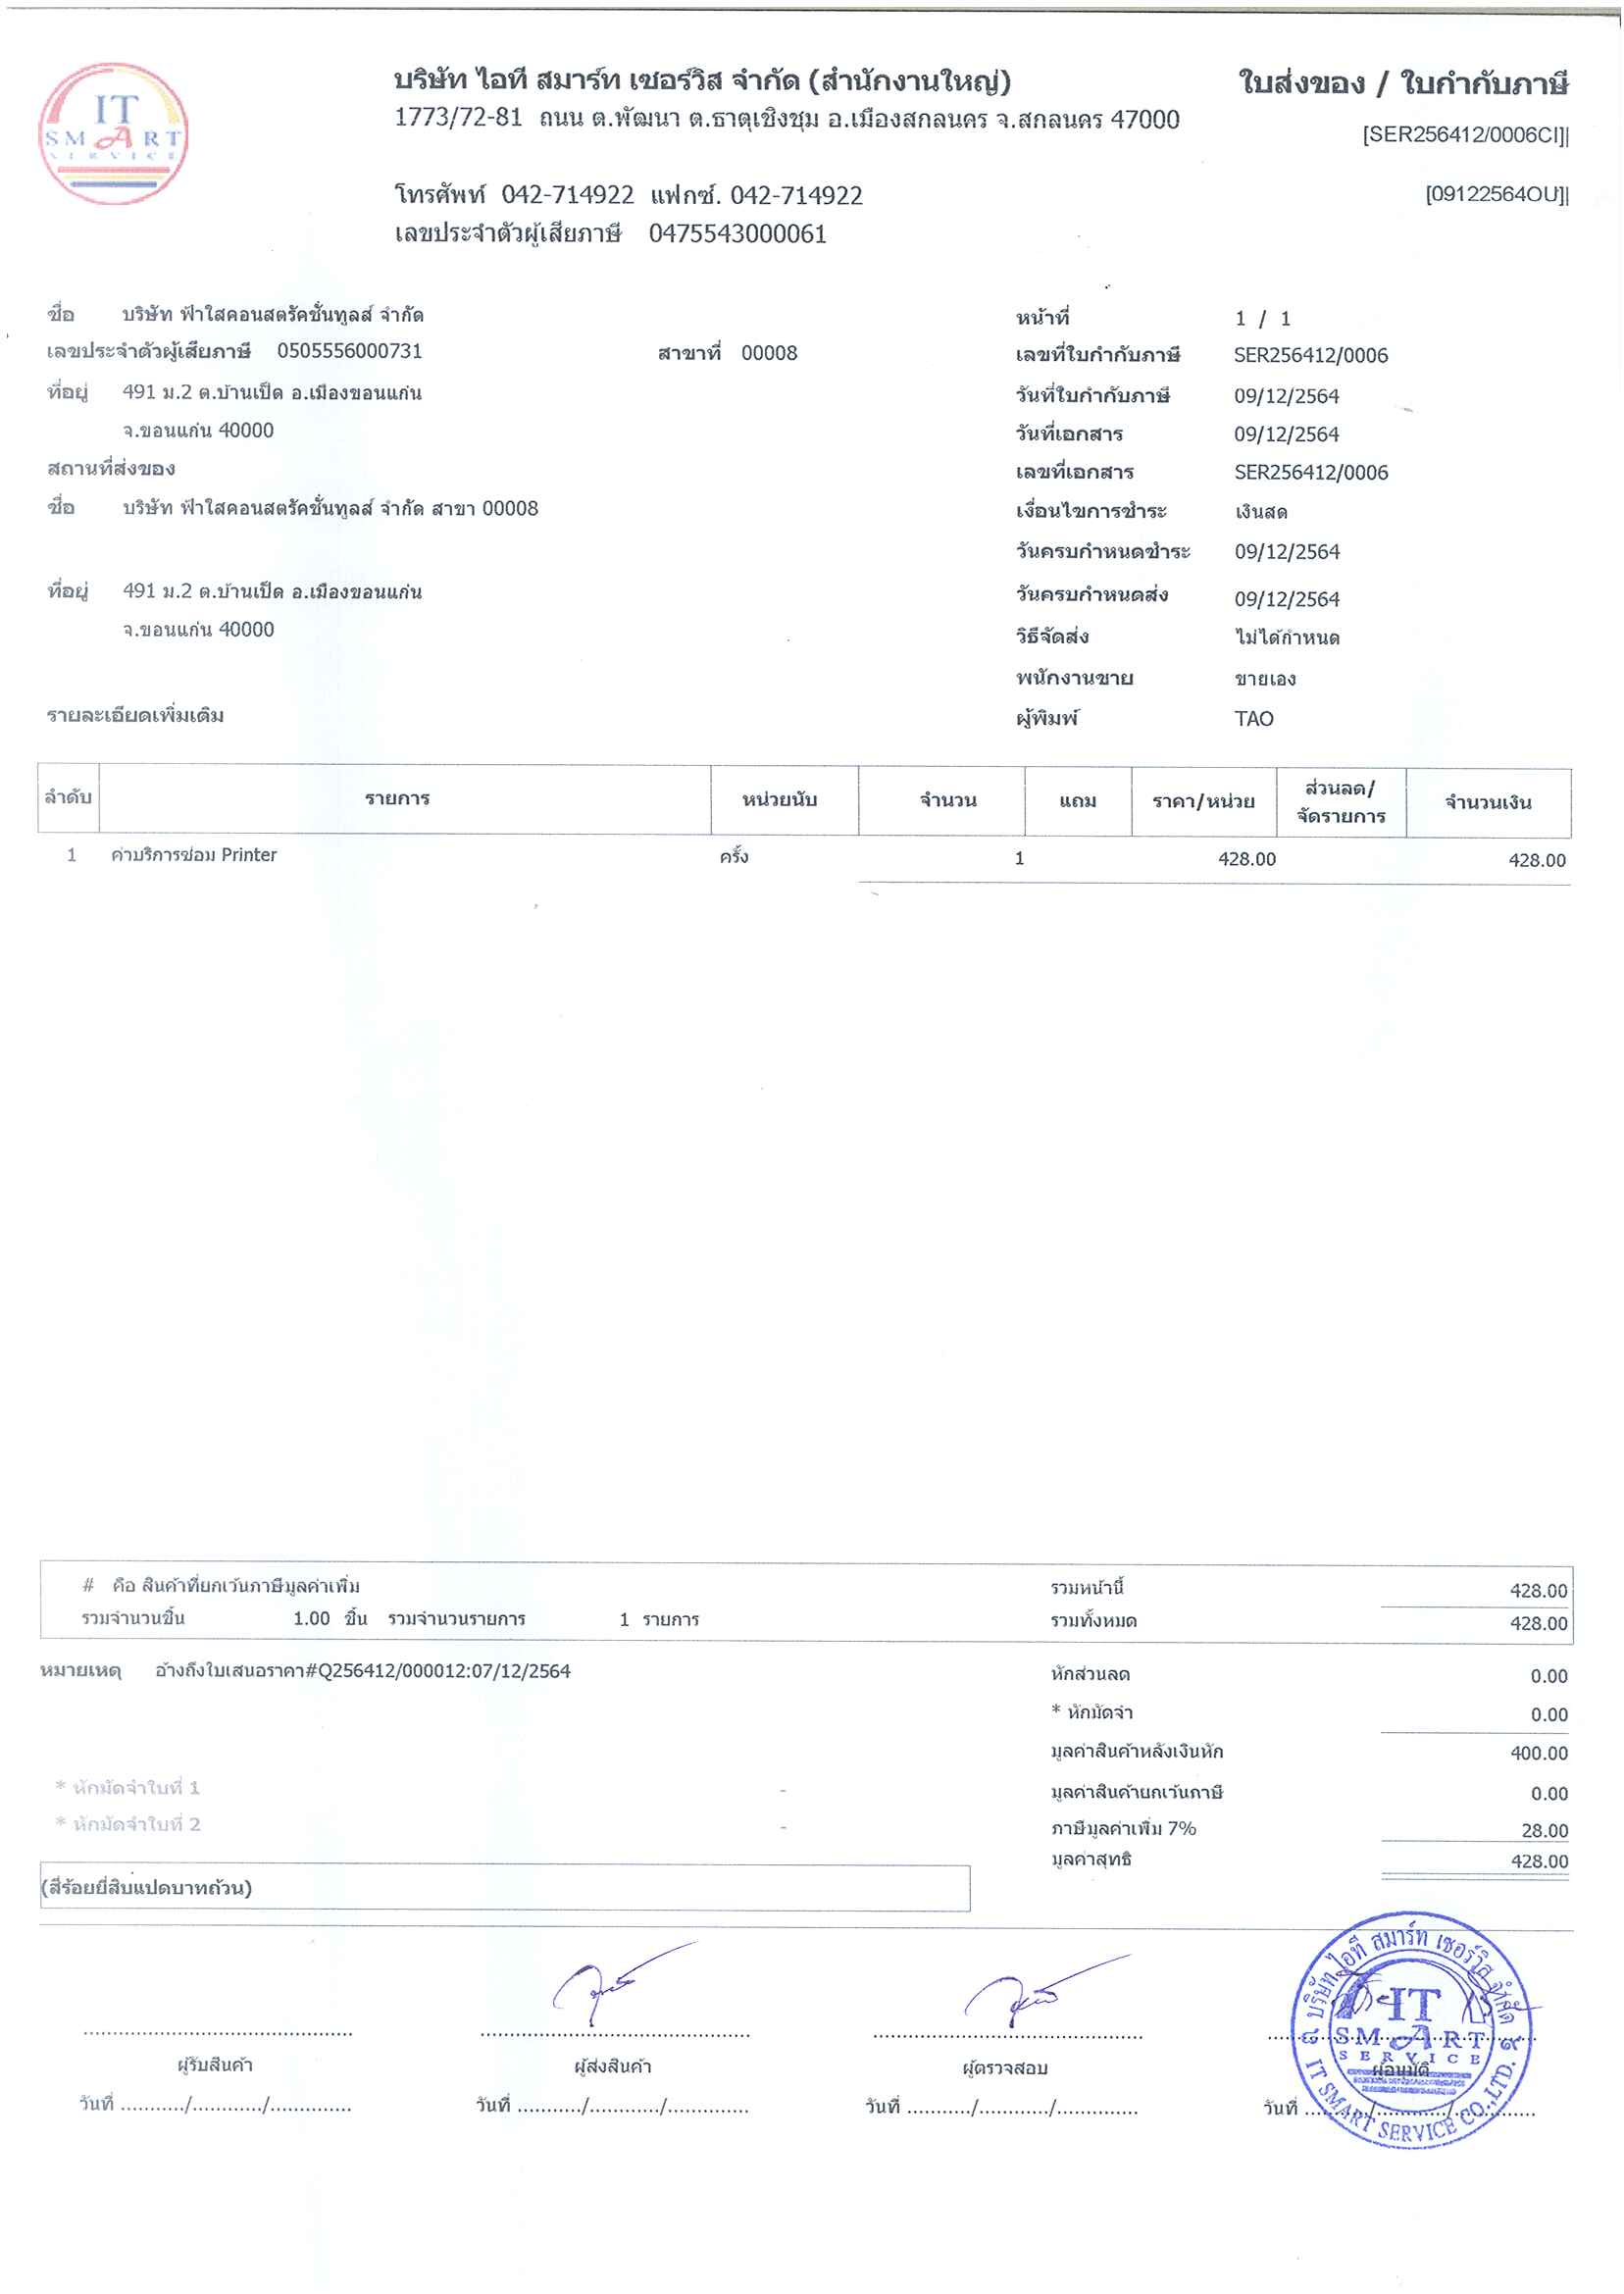 IT
SMART
SERVICE
บริษัท ไอที สมาร์ท เซอร์วิส จำกัด (สำนักงานใหญ่)
1773/72-81 ถนน ต.พัฒนา ต.ธาตุเชิงชุม อ.เมืองสกลนคร จ.สกลนคร 47000
โทรศัพท์ 042-714922 แฟกซ์. 042-714922
เลขประจำตัวผู้เสียภาษี 0475543000061
ใบส่งของ / ใบกำกับภาษี
[SER256412/0006CI]|
[09122564OU]|
ชื่อ บริษัท ฟ้าใสคอนสตรัคชั่นทูลส์ จำกัด
เลขประจำตัวผู้เสียภาษี 0505556000731 สาขาที่ 00008
ที่อยู่ 491 ม.2 ต.บ้านเป็ด อ.เมืองขอนแก่น
จ.ขอนแก่น 40000
สถานที่ส่งของ
ชื่อ บริษัท ฟ้าใสคอนสตรัคชั่นทูลส์ จำกัด สาขา 00008
ที่อยู่ 491 ม.2 ต.บ้านเป็ด อ.เมืองขอนแก่น
จ.ขอนแก่น 40000
รายละเอียดเพิ่มเติม
หน้าที่ 1 / 1
เลขที่ใบกำกับภาษี SER256412/0006
วันที่ใบกำกับภาษี 09/12/2564
วันที่เอกสาร 09/12/2564
เลขที่เอกสาร SER256412/0006
เงื่อนไขการชำระ เงินสด
วันครบกำหนดชำระ 09/12/2564
วันครบกำหนดส่ง 09/12/2564
วิธีจัดส่ง ไม่ได้กำหนด
พนักงานขาย ขายเอง
ผู้พิมพ์ TAO
ลำดับ รายการ หน่วยนับ จำนวน แถม ราคา/หน่วย ส่วนลด/จัดรายการ จำนวนเงิน
1 ค่าบริการซ่อม Printer ครั้ง 1 428.00 428.00
# คือ สินค้าที่ยกเว้นภาษีมูลค่าเพิ่ม รวมหน้านี้ 428.00
รวมจำนวนชิ้น 1.00 ชิ้น รวมจำนวนรายการ 1 รายการ รวมทั้งหมด 428.00
หมายเหตุ อ้างถึงใบเสนอราคา#Q256412/000012:07/12/2564 หักส่วนลด 0.00
* หักมัดจำ 0.00
มูลค่าสินค้าหลังเงินหัก 400.00
* หักมัดจำใบที่ 1 - มูลค่าสินค้ายกเว้นภาษี 0.00
* หักมัดจำใบที่ 2 - ภาษีมูลค่าเพิ่ม 7% 28.00
มูลค่าสุทธิ 428.00
(สี่ร้อยยี่สิบแปดบาทถ้วน)
ผู้รับสินค้า ผู้ส่งสินค้า ผู้ตรวจสอบ ผู้อนุมัติ
วันที่ .........../.........../............. วันที่ .........../.........../............. วันที่ .........../.........../............. วันที่ .........../.........../.............
บริษัท ไอที สมาร์ท เซอร์วิส จำกัด
IT
SMART
SERVICE
IT SMART SERVICE CO.,LTD.